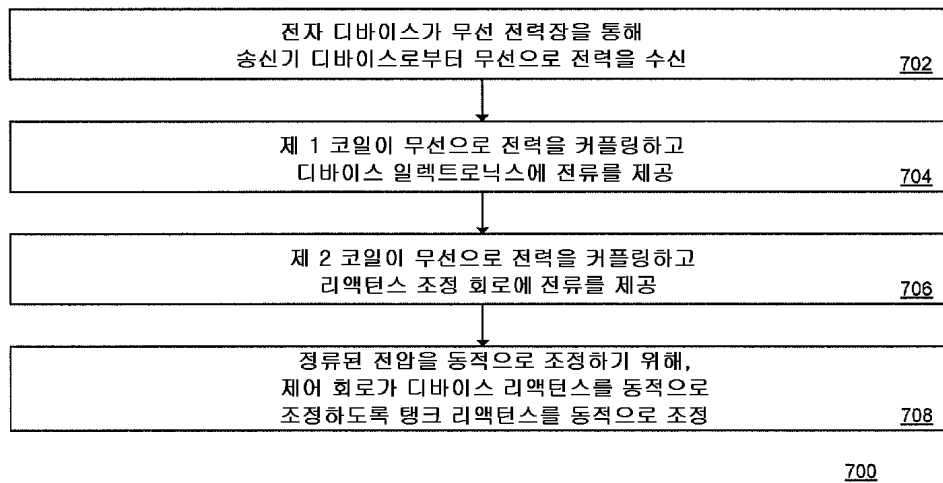 전자 디바이스가 무선 전력장을 통해
송신기 디바이스로부터 무선으로 전력을 수신
702
제 1 코일이 무선으로 전력을 커플링하고
디바이스 일렉트로닉스에 전류를 제공
704
제 2 코일이 무선으로 전력을 커플링하고
리액턴스 조정 회로에 전류를 제공
706
정류된 전압을 동적으로 조정하기 위해,
제어 회로가 디바이스 리액턴스를 동적으로
조정하도록 탱크 리액턴스를 동적으로 조정
708
700